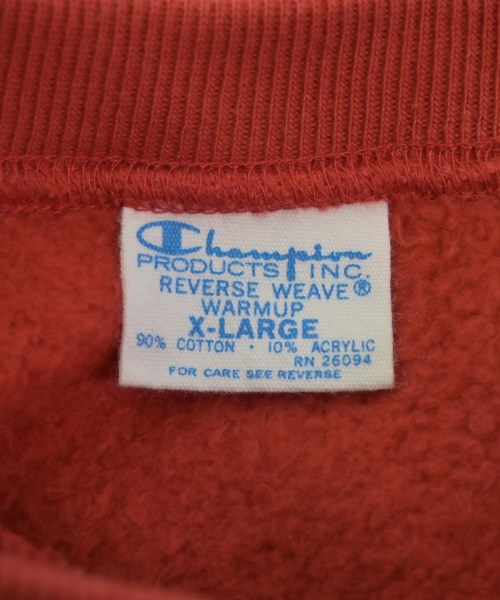 Champion
PRODUCTS INC.
REVERSE WEAVE®
WARMUP
X-LARGE
90% COTTON · 10% ACRYLIC
RN 26094
FOR CARE SEE REVERSE